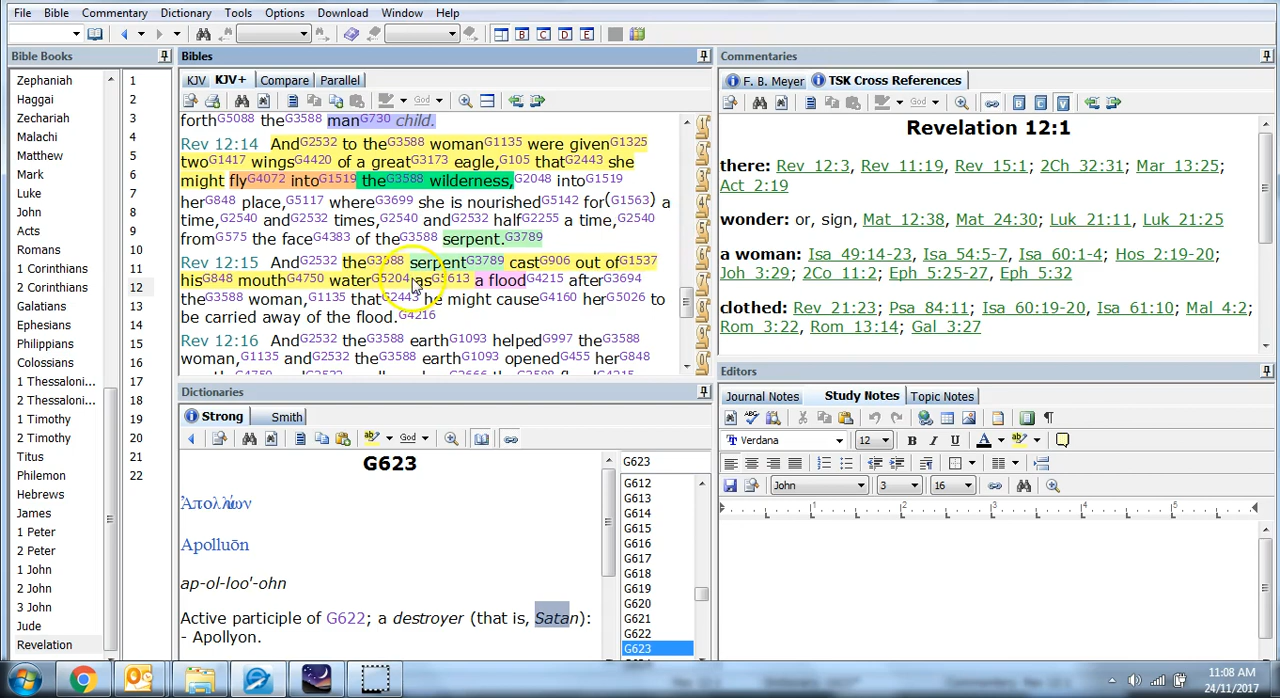 File Bible Commentary Dictionary Tools Options Download Window Help
B C D E
Bible Books
Zephaniah
Haggai
Zechariah
Malachi
Matthew
Mark
Luke
John
Acts
Romans
1 Corinthians
2 Corinthians
Galatians
Ephesians
Philippians
Colossians
1 Thessaloni...
2 Thessaloni...
1 Timothy
2 Timothy
Titus
Philemon
Hebrews
James
1 Peter
2 Peter
1 John
2 John
3 John
Jude
Revelation
1
2
3
4
5
6
7
8
9
10
11
12
13
14
15
16
17
18
19
20
21
22
Bibles
KJV KJV+ Compare Parallel
God
forthG5088 theG3588 manG730 child.
Rev 12:14 AndG2532 to theG3588 womanG1135 were givenG1325
twoG1417 wingsG4420 of a greatG3173 eagle,G105 thatG2443 she
might flyG4072 intoG1519 theG3588 wilderness,G2048 intoG1519
herG848 place,G5117 whereG3699 she is nourishedG5142 for(G1563) a
time,G2540 andG2532 times,G2540 andG2532 halfG2255 a time,G2540
fromG575 the faceG4383 of theG3588 serpent.G3789
Rev 12:15 AndG2532 theG3588 serpentG3789 castG906 out ofG1537
hisG848 mouthG4750 waterG5204 asG5613 a floodG4215 afterG3694
theG3588 woman,G1135 thatG2443 he might causeG4160 herG5026 to
be carried away of the flood.G4216
Rev 12:16 AndG2532 theG3588 earthG1093 helpedG997 theG3588
woman,G1135 andG2532 theG3588 earthG1093 openedG455 herG848
Dictionaries
Strong Smith
God
G623
Ἀπολλύων
Apolluōn
ap-ol-loo'-ohn
Active participle of G622; a destroyer (that is, Satan):
- Apollyon.
G623
G612
G613
G614
G615
G616
G617
G618
G619
G620
G621
G622
G623
Commentaries
F. B. Meyer TSK Cross References
God B C V
Revelation 12:1
there: Rev 12:3, Rev 11:19, Rev 15:1; 2Ch 32:31; Mar 13:25;
Act 2:19
wonder: or, sign, Mat 12:38, Mat 24:30; Luk 21:11, Luk 21:25
a woman: Isa 49:14-23, Isa 54:5-7, Isa 60:1-4; Hos 2:19-20;
Joh 3:29; 2Co 11:2; Eph 5:25-27, Eph 5:32
clothed: Rev 21:23; Psa 84:11; Isa 60:19-20, Isa 61:10; Mal 4:2;
Rom 3:22, Rom 13:14; Gal 3:27
Editors
Journal Notes Study Notes Topic Notes
ABC
Verdana 12 B I U A ab
John 3 16
1 2 3 4 5
11:08 AM
24/11/2017